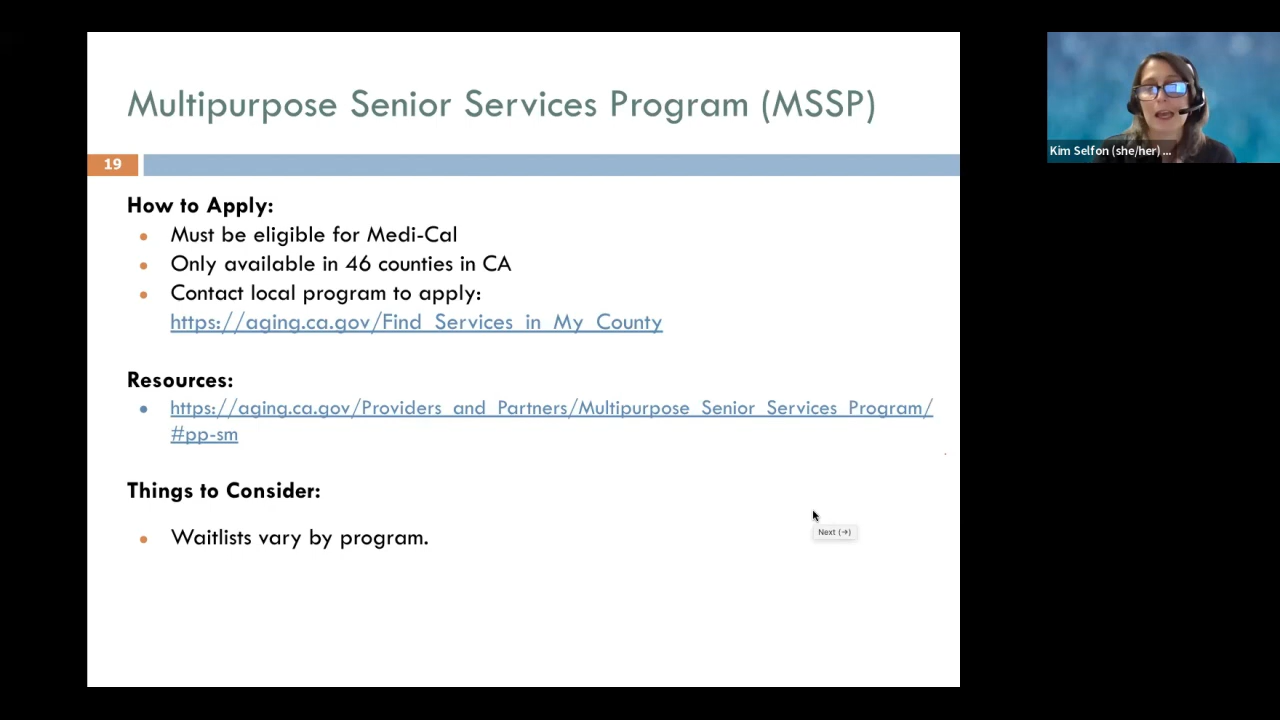 Multipurpose Senior Services Program (MSSP)
19
How to Apply:
• Must be eligible for Medi-Cal
• Only available in 46 counties in CA
• Contact local program to apply:
https://aging.ca.gov/Find_Services_in_My_County
Resources:
• https://aging.ca.gov/Providers_and_Partners/Multipurpose_Senior_Services_Program/
#pp-sm
Things to Consider:
• Waitlists vary by program.
Next (→)
Kim Selfon (she/her) ...